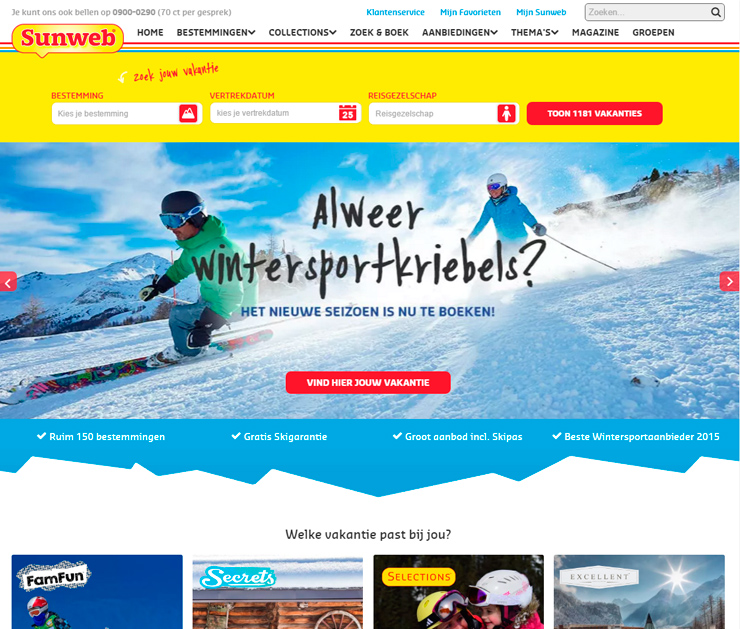 Je kunt ons ook bellen op 0900-0290 (70 ct per gesprek)
Klantenservice
Mijn Favorieten
Mijn Sunweb
Zoeken...
Sunweb
HOME
BESTEMMINGEN
COLLECTIONS
ZOEK & BOEK
AANBIEDINGEN
THEMA'S
MAGAZINE
GROEPEN
zoek jouw vakantie
BESTEMMING
VERTREKDATUM
REISGEZELSCHAP
Kies je bestemming
kies je vertrekdatum
25
Reisgezelschap
TOON 1181 VAKANTIES
Alweer
wintersportkriebels?
HET NIEUWE SEIZOEN IS NU TE BOEKEN!
VIND HIER JOUW VAKANTIE
Ruim 150 bestemmingen
Gratis Skigarantie
Groot aanbod incl. Skipas
Beste Wintersportaanbieder 2015
Welke vakantie past bij jou?
FamFun
Secrets
SELECTIONS
EXCELLENT